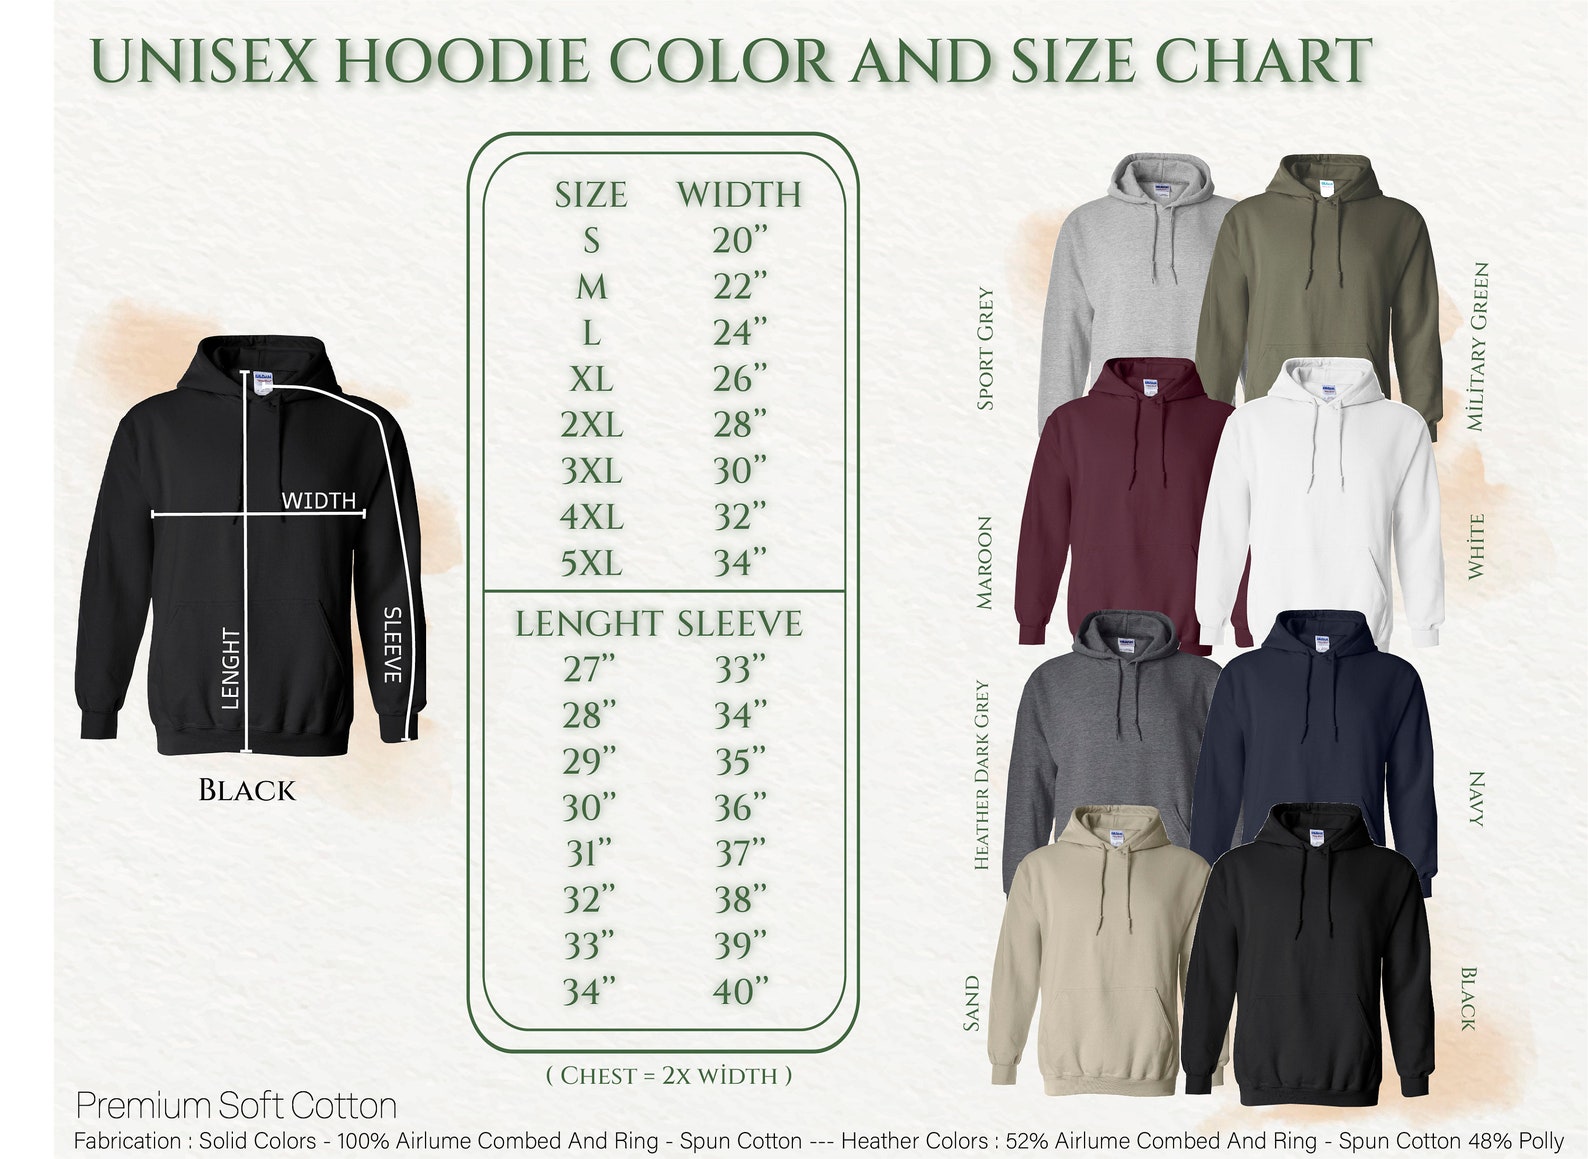 UNISEX HOODIE COLOR AND SIZE CHART
SIZE WIDTH
S 20’’
M 22’’
L 24’’
XL 26’’
2XL 28’’
3XL 30’’
4XL 32’’
5XL 34’’
LENGHT SLEEVE
27’’ 33’’
28’’ 34’’
29’’ 35’’
30’’ 36’’
31’’ 37’’
32’’ 38’’
33’’ 39’’
34’’ 40’’
( Chest = 2x width )
WIDTH
LENGHT
SLEEVE
Black
Sport Grey
Military Green
Maroon
White
Heather Dark Grey
Navy
Sand
Black
Premium Soft Cotton
Fabrication : Solid Colors - 100% Airlume Combed And Ring - Spun Cotton --- Heather Colors : 52% Airlume Combed And Ring - Spun Cotton 48% Polly